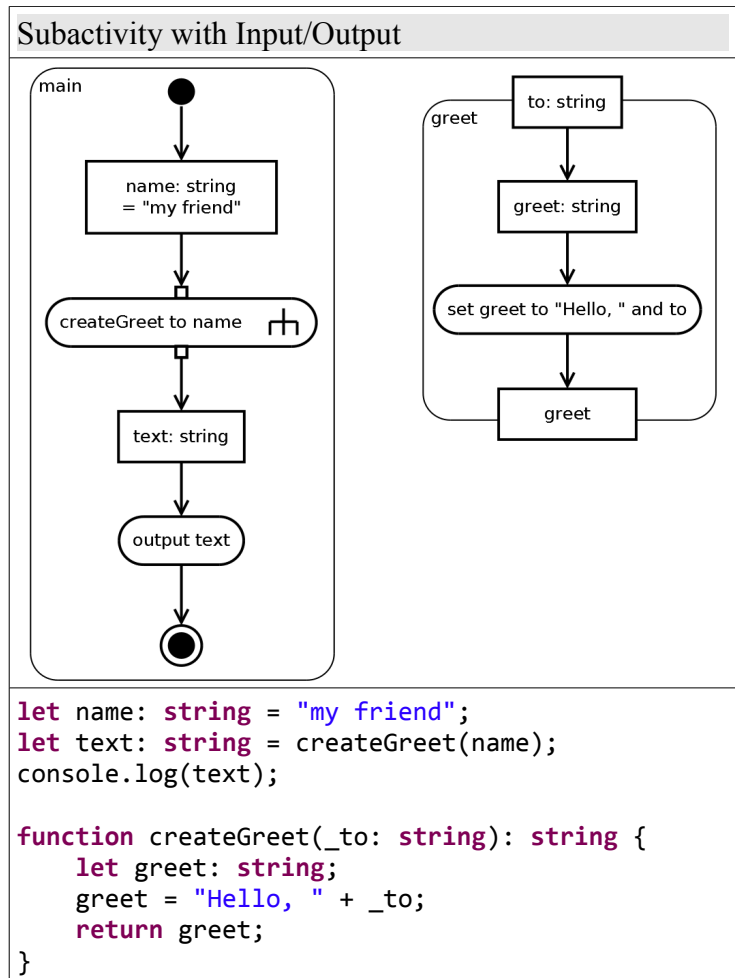 Subactivity with Input/Output
main
name: string
= "my friend"
createGreet to name
text: string
output text
greet
to: string
greet: string
set greet to "Hello, " and to
greet
let name: string = "my friend";
let text: string = createGreet(name);
console.log(text);
function createGreet(_to: string): string {
    let greet: string;
    greet = "Hello, " + _to;
    return greet;
}